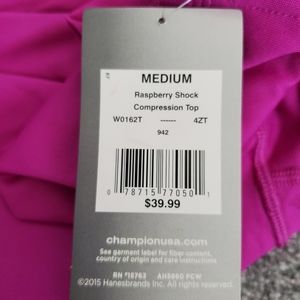 MEDIUM
Raspberry Shock
Compression Top
W0162T ------ 4ZT
942
0 78715 77050 1
$39.99
championusa.com
See garment label for fiber content,
country of origin and care instructions
RN #15763 AH5860 PCW
©2015 Hanesbrands Inc. All rights reserved.